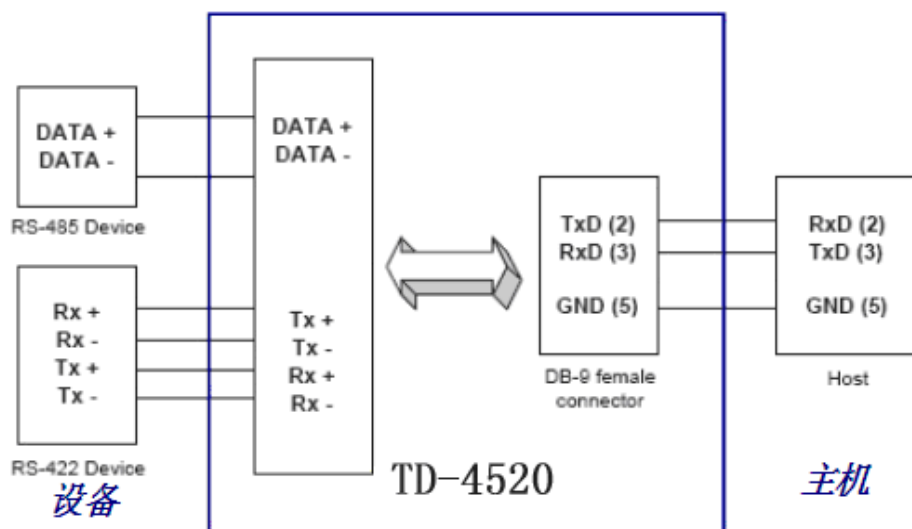 DATA +
DATA -
RS-485 Device
Rx +
Rx -
Tx +
Tx -
RS-422 Device
设备
DATA +
DATA -
Tx +
Tx -
Rx +
Rx -
TD-4520
TxD (2)
RxD (3)
GND (5)
DB-9 female
connector
RxD (2)
TxD (3)
GND (5)
Host
主机